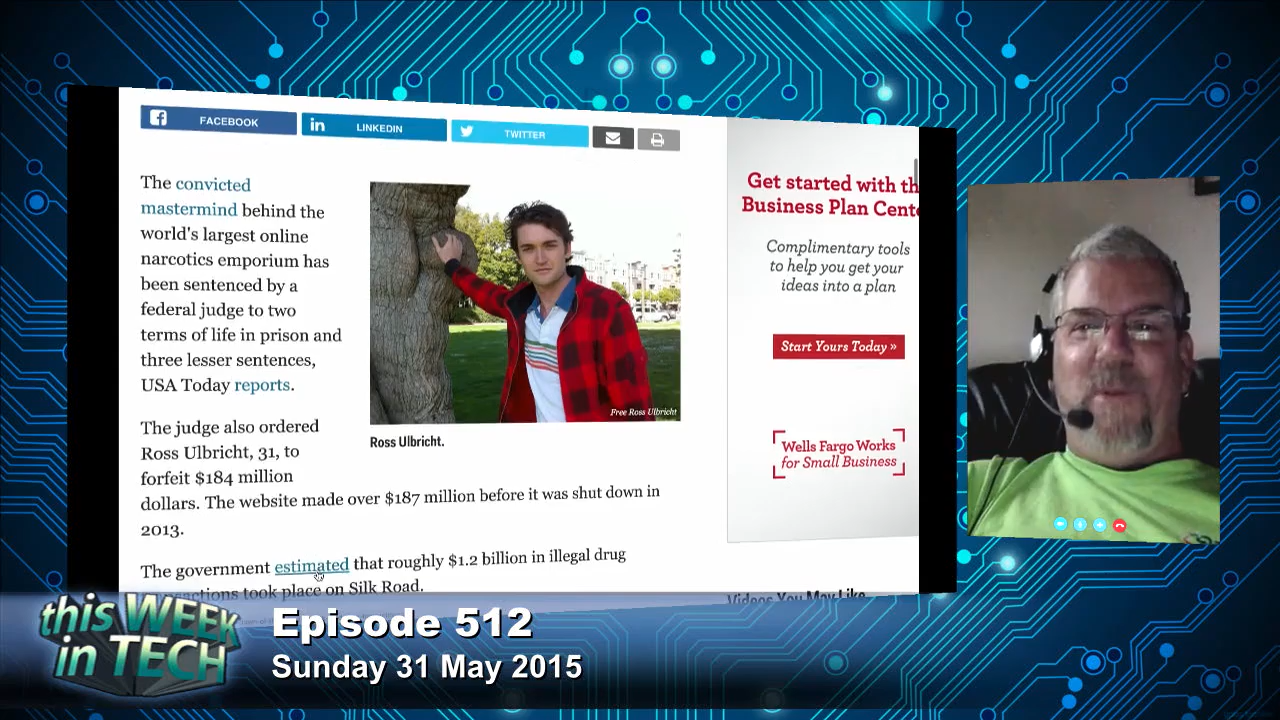 FACEBOOK
LINKEDIN
TWITTER
The convicted
mastermind behind the
world's largest online
narcotics emporium has
been sentenced by a
federal judge to two
terms of life in prison and
three lesser sentences,
USA Today reports.
Free Ross Ulbricht
Ross Ulbricht.
The judge also ordered
Ross Ulbricht, 31, to
forfeit $184 million
dollars. The website made over $187 million before it was shut down in
2013.
The government estimated that roughly $1.2 billion in illegal drug
took place on Silk Road.
Get started with th
Business Plan Cente
Complimentary tools
to help you get your
ideas into a plan
Start Yours Today »
Wells Fargo Works
for Small Business
Videos You May Like
this WEEK
in TECH
Episode 512
Sunday 31 May 2015